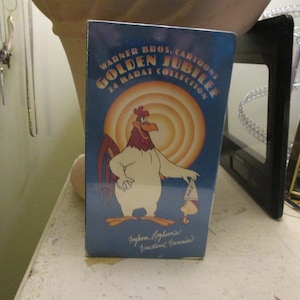 WARNER BROS. CARTOONS
GOLDEN JUBILEE
24 KARAT COLLECTION
Foghorn Leghorn's
Fractured Funnies